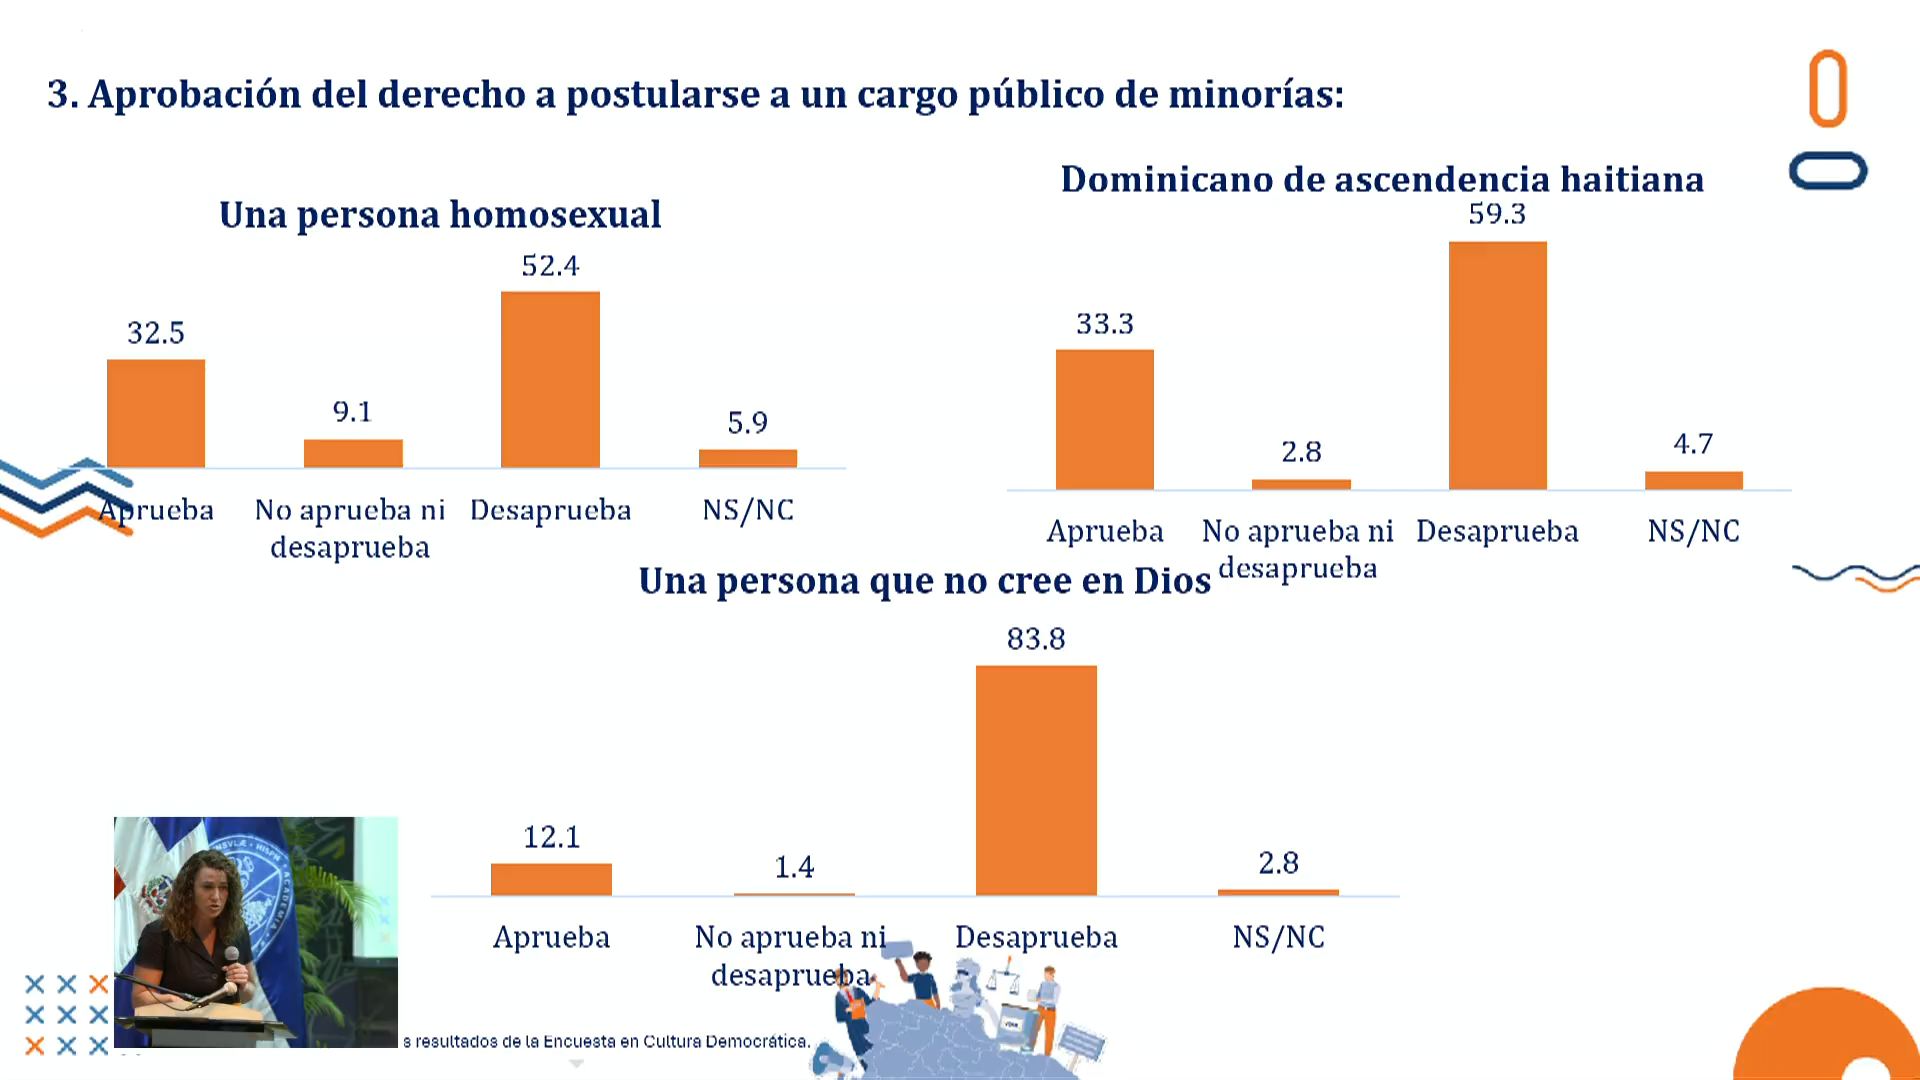 3. Aprobación del derecho a postularse a un cargo público de minorías:
Una persona homosexual
52.4
32.5
9.1
5.9
Aprueba
No aprueba ni
desaprueba
Desaprueba
NS/NC
Dominicano de ascendencia haitiana
59.3
33.3
2.8
4.7
Aprueba
No aprueba ni
desaprueba
Desaprueba
NS/NC
Una persona que no cree en Dios
83.8
12.1
1.4
2.8
Aprueba
No aprueba ni
desaprueba
Desaprueba
NS/NC
s resultados de la Encuesta en Cultura Democrática.